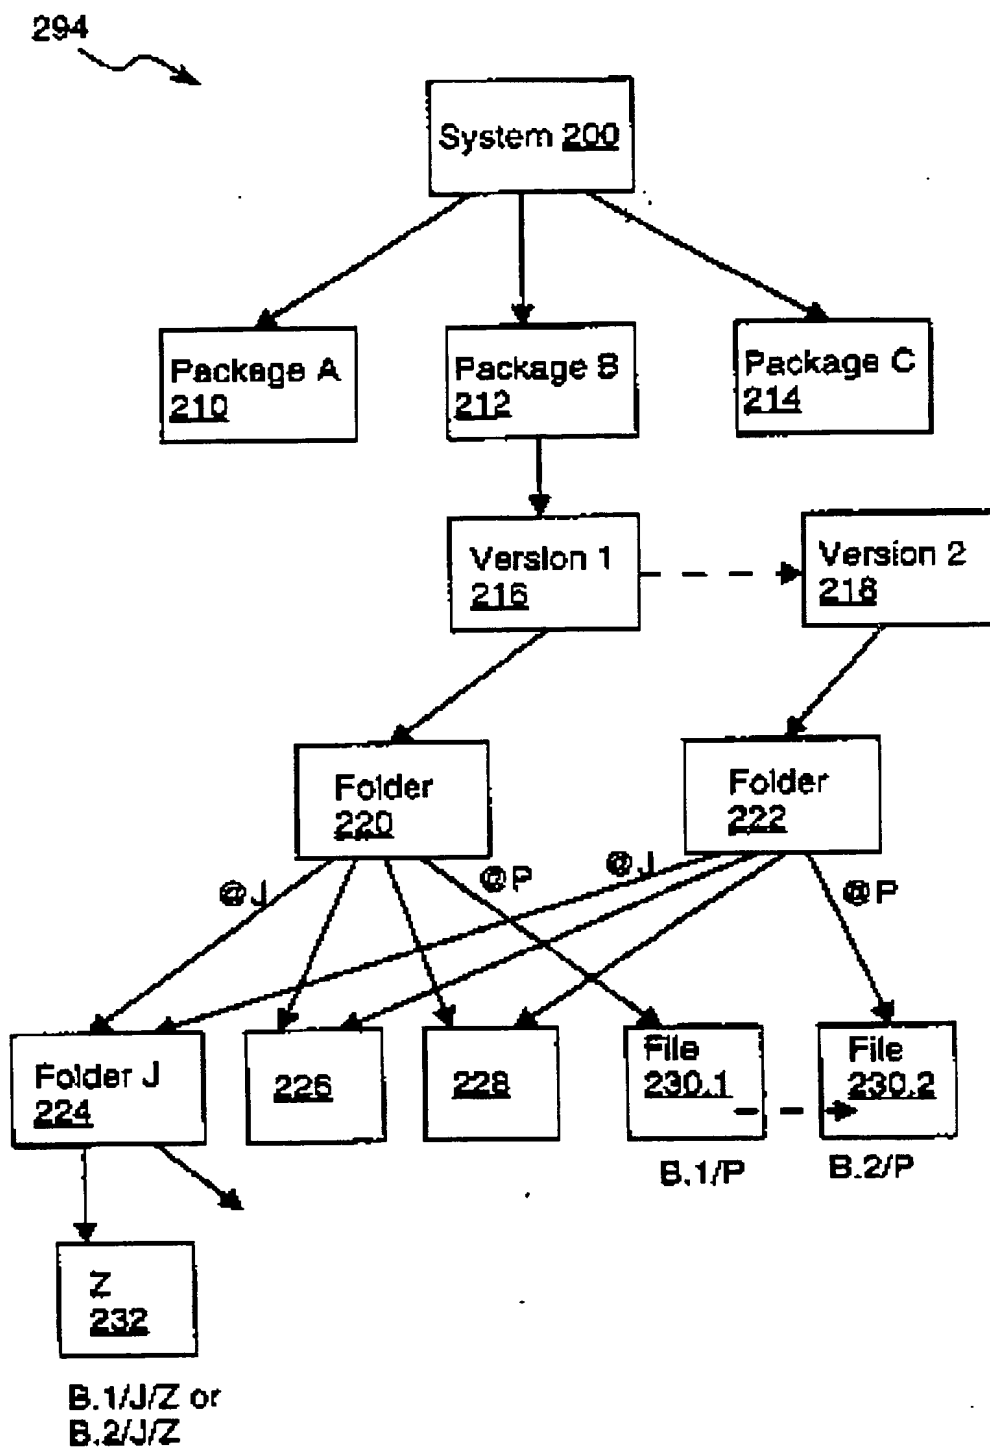 294
System 200
Package A
210
Package B
212
Package C
214
Version 1
216
Version 2
218
Folder
220
Folder
222
@J
@P
@J
@P
Folder J
224
226
228
File
230.1
File
230.2
B.1/P
B.2/P
Z
232
B.1/J/Z or
B.2/J/Z